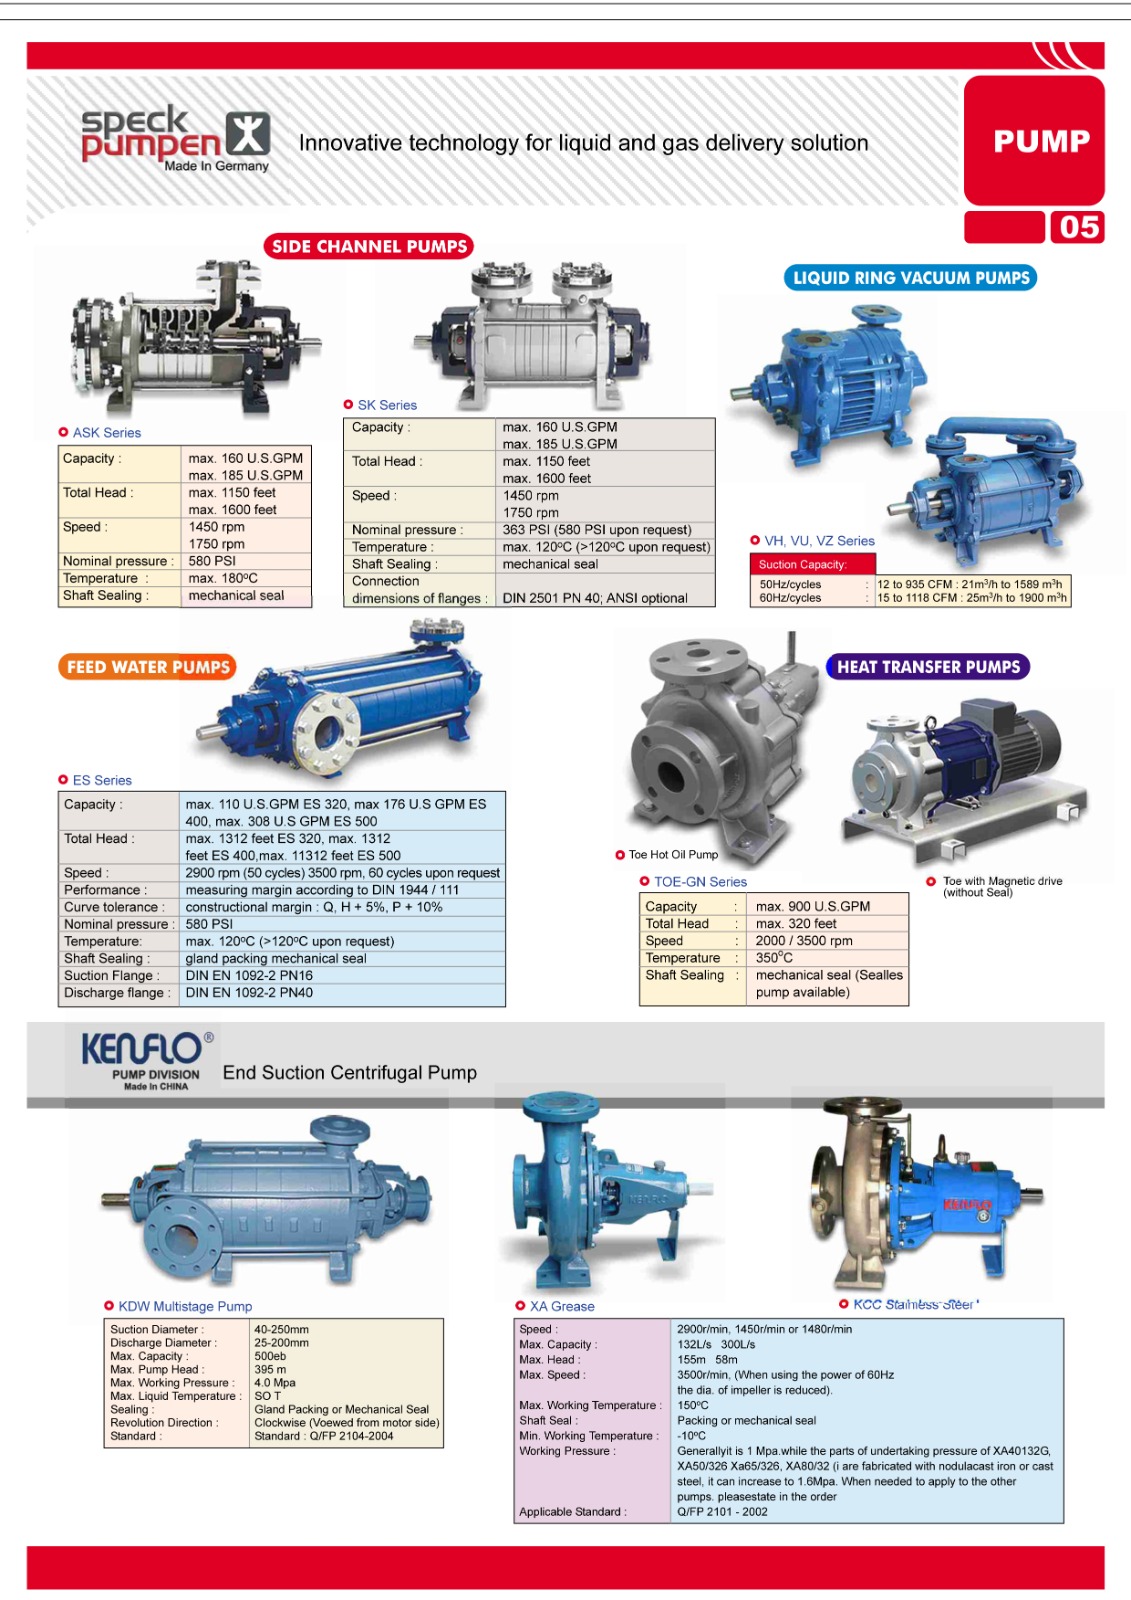 speck
pumpen
Made In Germany
Innovative technology for liquid and gas delivery solution
PUMP
05
SIDE CHANNEL PUMPS
LIQUID RING VACUUM PUMPS
ASK Series
Capacity : max. 160 U.S.GPM
max. 185 U.S.GPM
Total Head : max. 1150 feet
max. 1600 feet
Speed : 1450 rpm
1750 rpm
Nominal pressure : 580 PSI
Temperature : max. 180ºC
Shaft Sealing : mechanical seal
SK Series
Capacity : max. 160 U.S.GPM
max. 185 U.S.GPM
Total Head : max. 1150 feet
max. 1600 feet
Speed : 1450 rpm
1750 rpm
Nominal pressure : 363 PSI (580 PSI upon request)
Temperature : max. 120ºC (>120ºC upon request)
Shaft Sealing : mechanical seal
Connection
dimensions of flanges : DIN 2501 PN 40; ANSI optional
VH, VU, VZ Series
Suction Capacity:
50Hz/cycles : 12 to 935 CFM : 21m³/h to 1589 m³h
60Hz/cycles : 15 to 1118 CFM : 25m³/h to 1900 m³h
FEED WATER PUMPS
ES Series
Capacity : max. 110 U.S.GPM ES 320, max 176 U.S GPM ES
400, max. 308 U.S GPM ES 500
Total Head : max. 1312 feet ES 320, max. 1312
feet ES 400,max. 11312 feet ES 500
Speed : 2900 rpm (50 cycles) 3500 rpm, 60 cycles upon request
Performance : measuring margin according to DIN 1944 / 111
Curve tolerance : constructional margin : Q, H + 5%, P + 10%
Nominal pressure : 580 PSI
Temperature: max. 120ºC (>120ºC upon request)
Shaft Sealing : gland packing mechanical seal
Suction Flange : DIN EN 1092-2 PN16
Discharge flange : DIN EN 1092-2 PN40
HEAT TRANSFER PUMPS
Toe Hot Oil Pump
Toe with Magnetic drive
(without Seal)
TOE-GN Series
Capacity : max. 900 U.S.GPM
Total Head : max. 320 feet
Speed : 2000 / 3500 rpm
Temperature : 350°C
Shaft Sealing : mechanical seal (Sealles
pump available)
KENFLO®
PUMP DIVISION
Made In CHINA
End Suction Centrifugal Pump
KENFLO
KENFLO
KDW Multistage Pump
Suction Diameter : 40-250mm
Discharge Diameter : 25-200mm
Max. Capacity : 500eb
Max. Pump Head : 395 m
Max. Working Pressure : 4.0 Mpa
Max. Liquid Temperature : SO T
Sealing : Gland Packing or Mechanical Seal
Revolution Direction : Clockwise (Voewed from motor side)
Standard : Standard : Q/FP 2104-2004
XA Grease
KCC Stainless Steel
Speed : 2900r/min, 1450r/min or 1480r/min
Max. Capacity : 132L/s 300L/s
Max. Head : 155m 58m
Max. Speed : 3500r/min, (When using the power of 60Hz
the dia. of impeller is reduced).
Max. Working Temperature : 150ºC
Shaft Seal : Packing or mechanical seal
Min. Working Temperature : -10ºC
Working Pressure : Generallyit is 1 Mpa.while the parts of undertaking pressure of XA40132G,
XA50/326 Xa65/326, XA80/32 (i are fabricated with nodulacast iron or cast
steel, it can increase to 1.6Mpa. When needed to apply to the other
pumps. pleasestate in the order
Applicable Standard : Q/FP 2101 - 2002